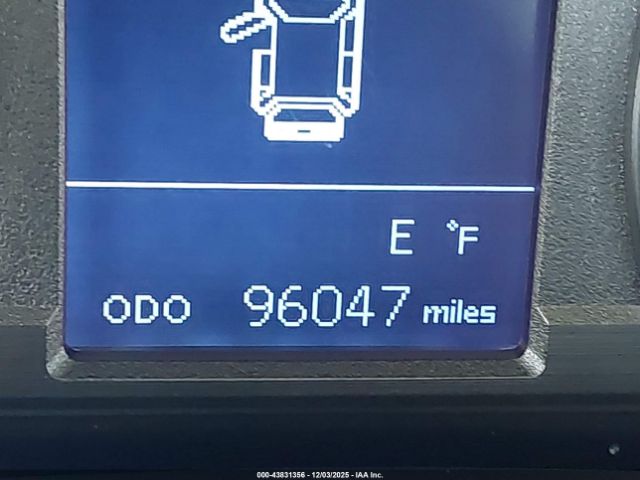 E °F
ODO 96047 miles
000-43831356 - 12/03/2025 - IAA Inc.